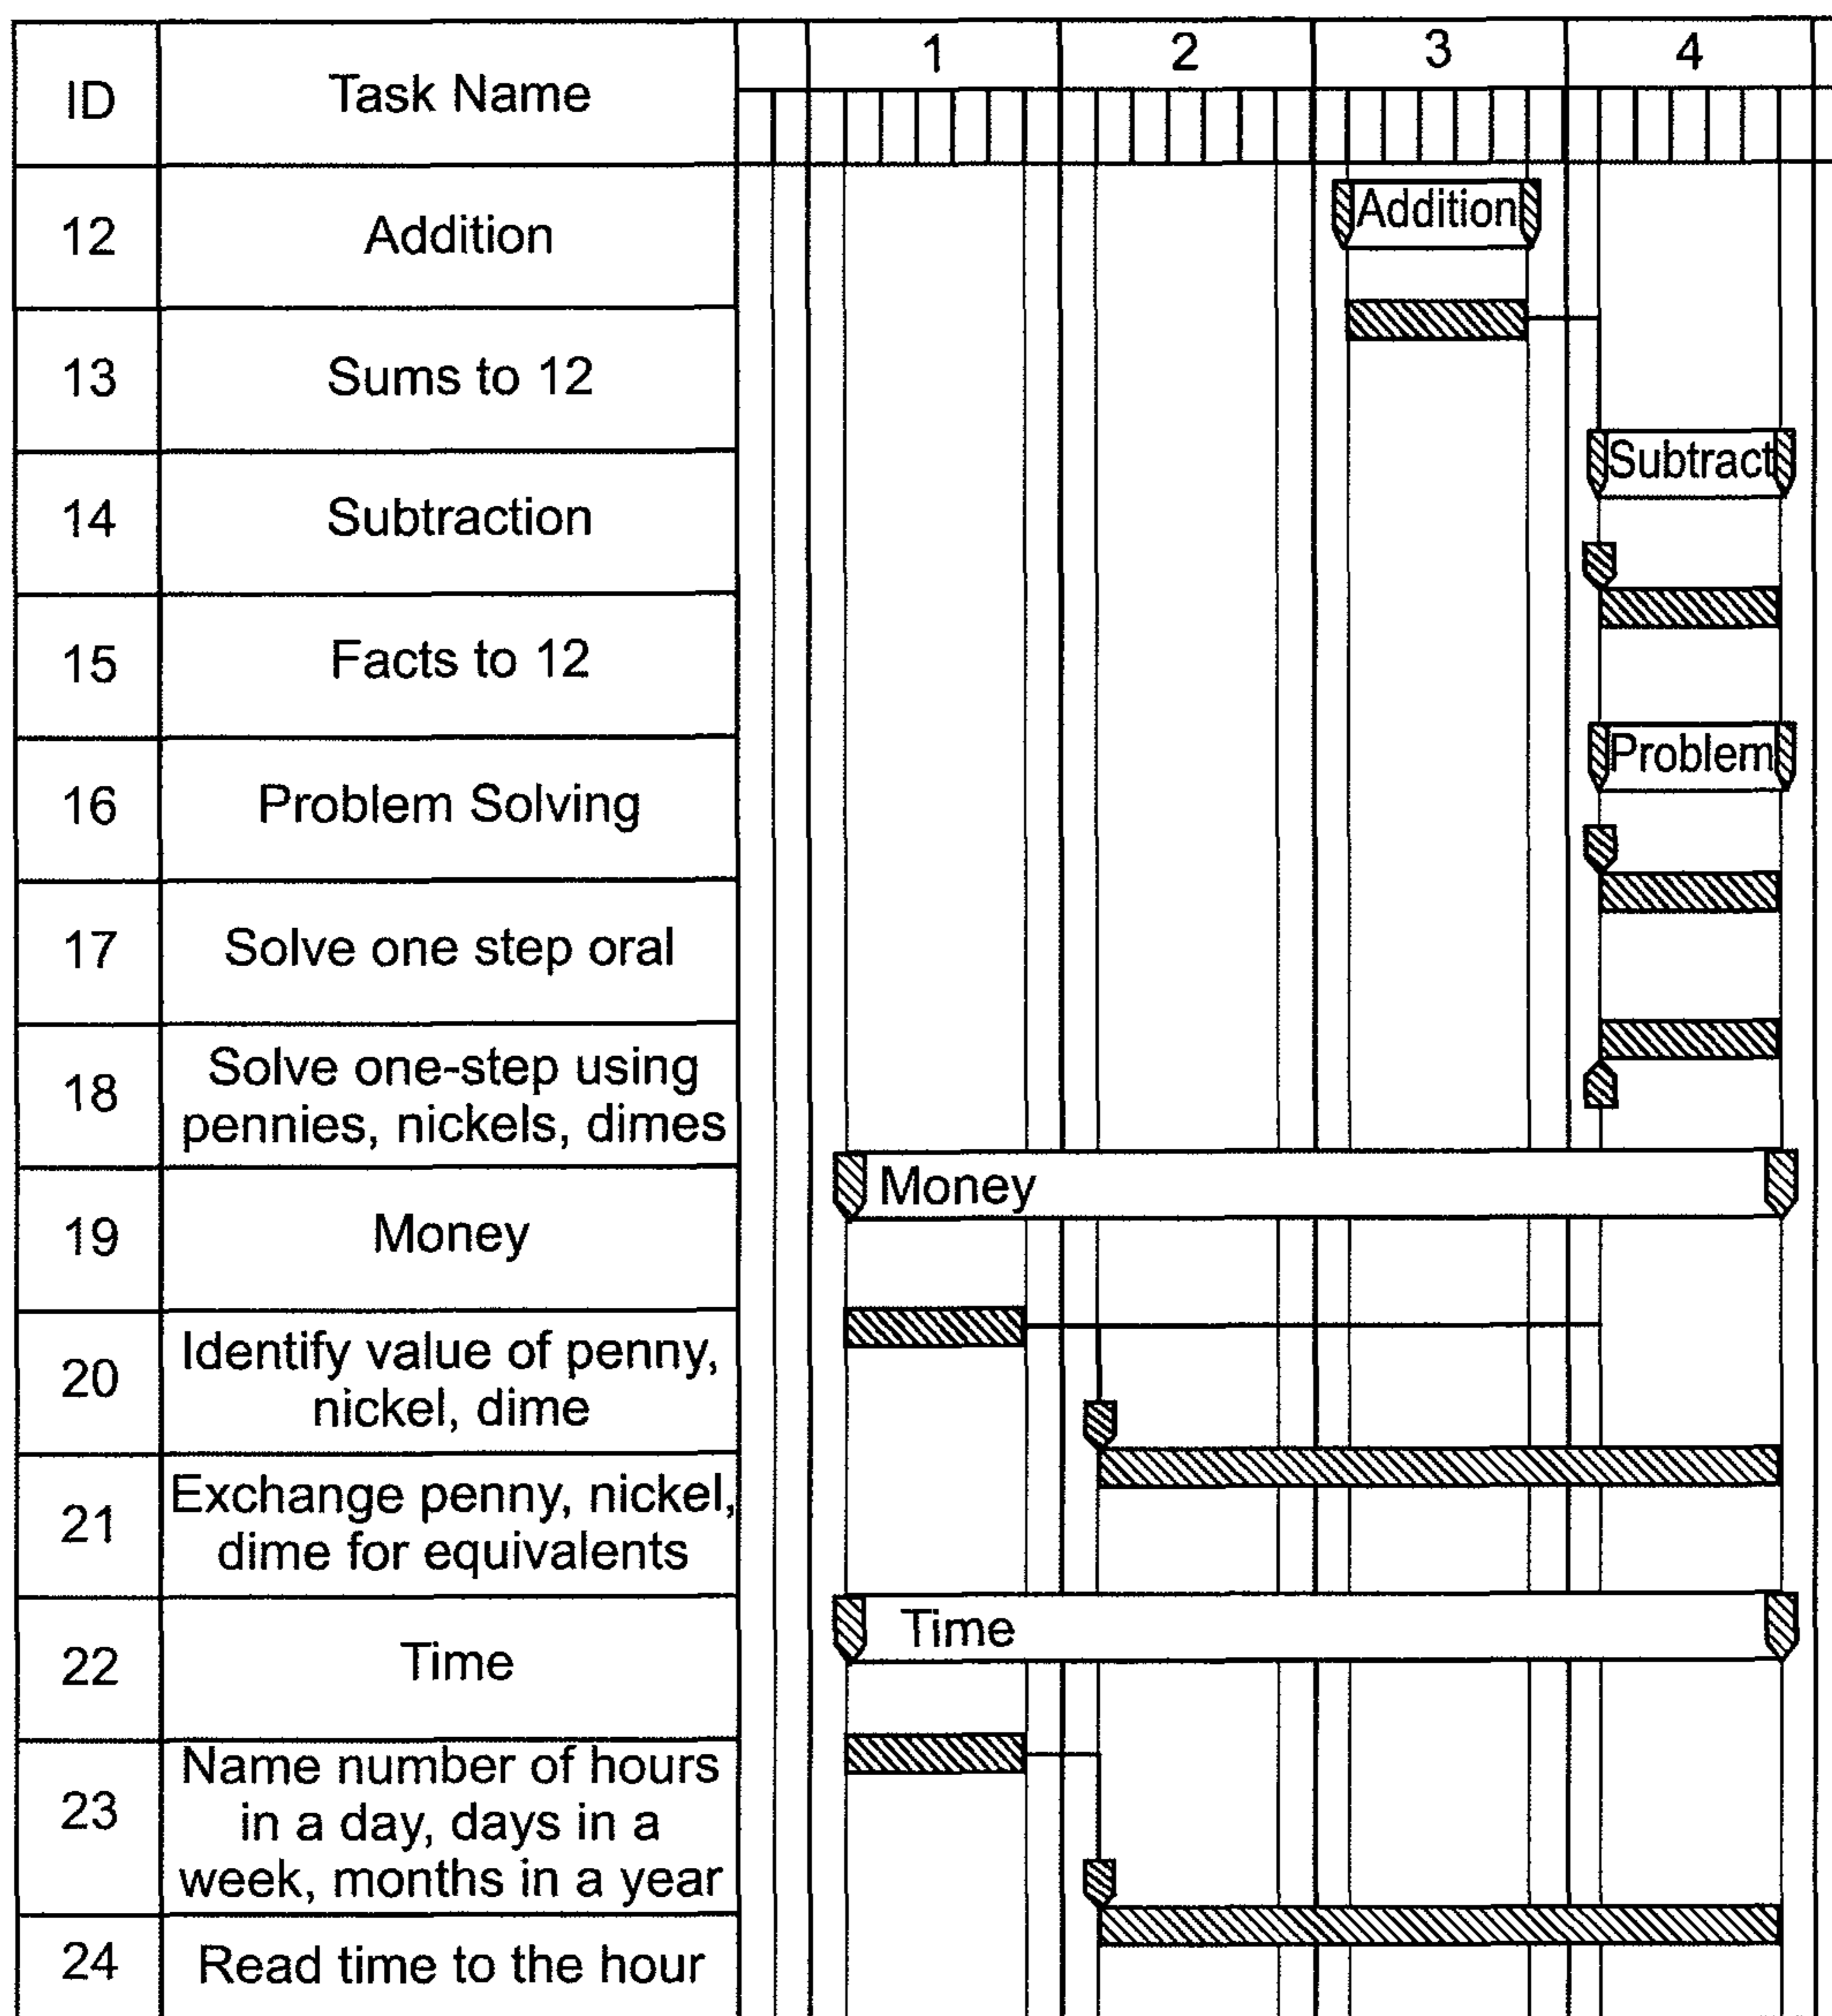 ID
Task Name
1
2
3
4
12
Addition
Addition
13
Sums to 12
14
Subtraction
Subtract
15
Facts to 12
16
Problem Solving
Problem
17
Solve one step oral
18
Solve one-step using
pennies, nickels, dimes
19
Money
Money
20
Identify value of penny,
nickel, dime
21
Exchange penny, nickel,
dime for equivalents
22
Time
Time
23
Name number of hours
in a day, days in a
week, months in a year
24
Read time to the hour